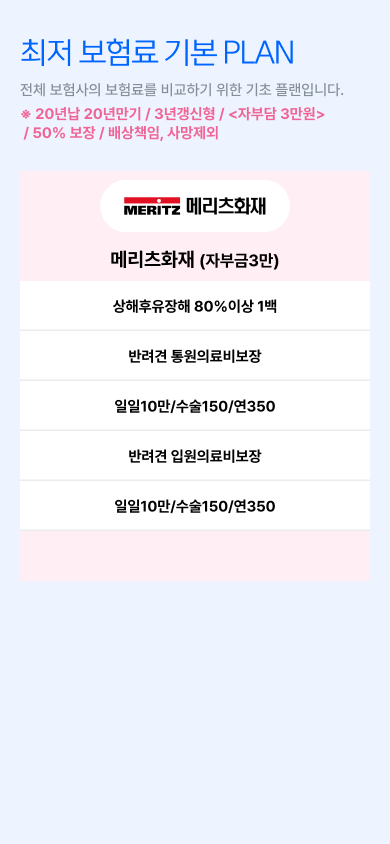 최저 보험료 기본 PLAN
전체 보험사의 보험료를 비교하기 위한 기초 플랜입니다.
※ 20년납 20년만기 / 3년갱신형 / <자부담 3만원>
/ 50% 보장 / 배상책임, 사망제외
MERITZ 메리츠화재
메리츠화재 (자부금3만)
상해후유장해 80%이상 1백
반려견 통원의료비보장
일일10만/수술150/연350
반려견 입원의료비보장
일일10만/수술150/연350